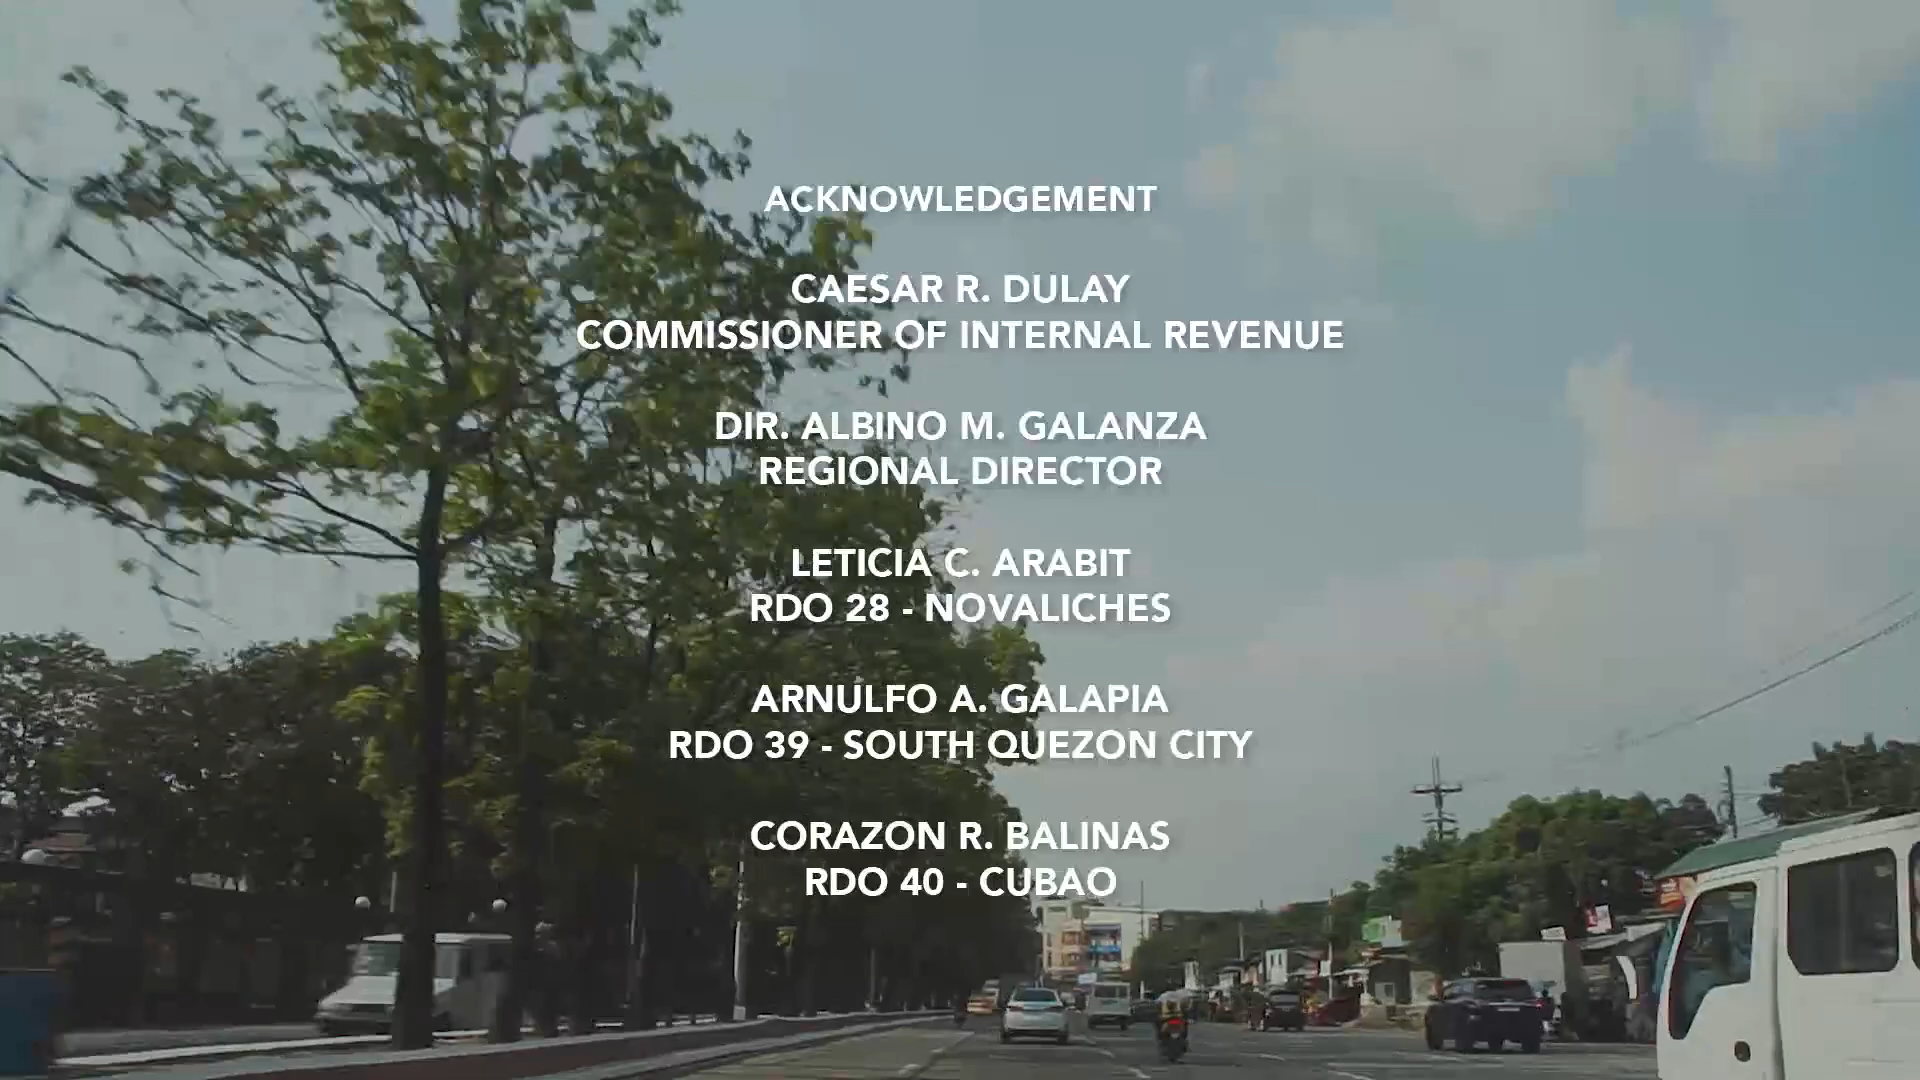 ACKNOWLEDGEMENT
CAESAR R. DULAY
COMMISSIONER OF INTERNAL REVENUE
DIR. ALBINO M. GALANZA
REGIONAL DIRECTOR
LETICIA C. ARABIT
RDO 28 - NOVALICHES
ARNULFO A. GALAPIA
RDO 39 - SOUTH QUEZON CITY
CORAZON R. BALINAS
RDO 40 - CUBAO